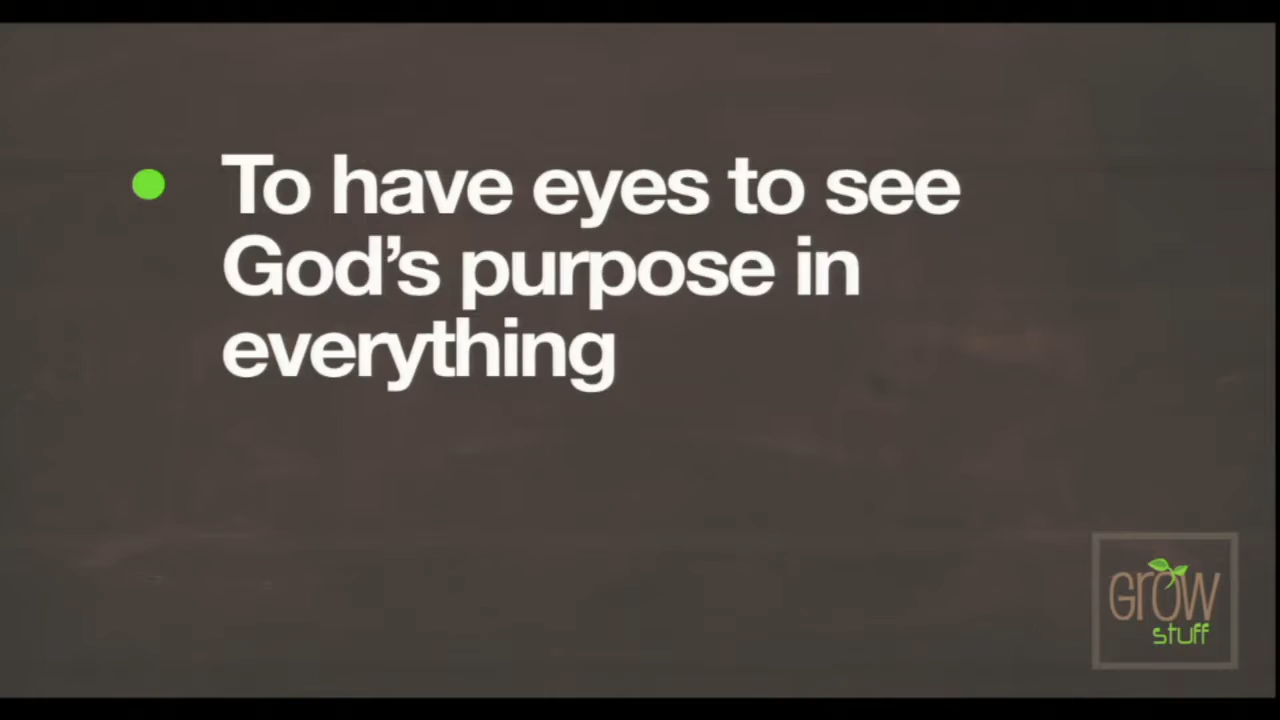 To have eyes to see
God’s purpose in
everything
Grow
stuff